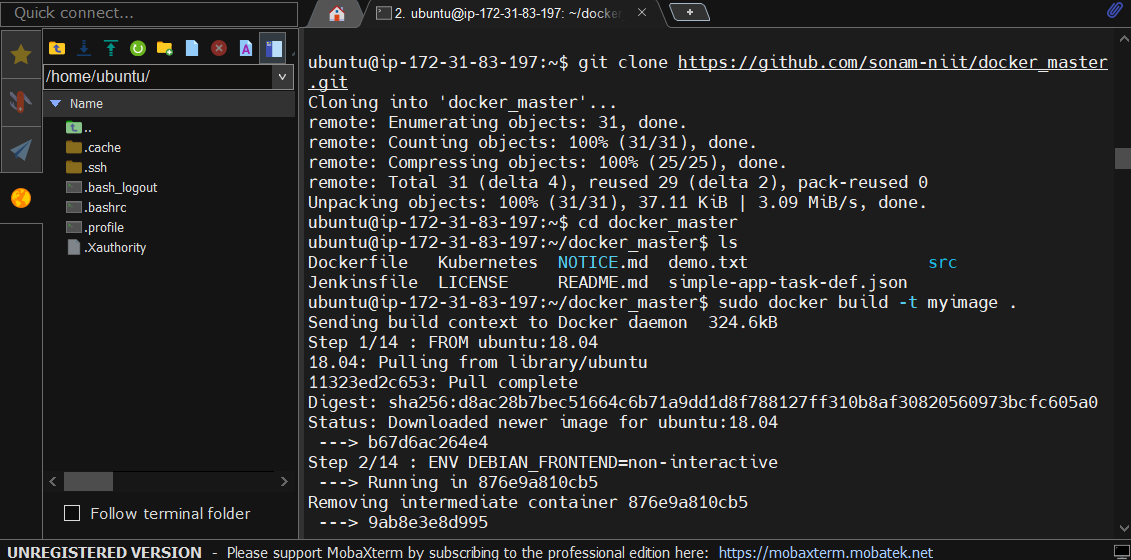 Quick connect...
2. ubuntu@ip-172-31-83-197: ~/docke
/home/ubuntu/
Name
..
.cache
.ssh
.bash_logout
.bashrc
.profile
.Xauthority
Follow terminal folder
ubuntu@ip-172-31-83-197:~$ git clone https://github.com/sonam-niit/docker_master
.git
Cloning into 'docker_master'...
remote: Enumerating objects: 31, done.
remote: Counting objects: 100% (31/31), done.
remote: Compressing objects: 100% (25/25), done.
remote: Total 31 (delta 4), reused 29 (delta 2), pack-reused 0
Unpacking objects: 100% (31/31), 37.11 KiB | 3.09 MiB/s, done.
ubuntu@ip-172-31-83-197:~$ cd docker_master
ubuntu@ip-172-31-83-197:~/docker_master$ ls
Dockerfile   Kubernetes  NOTICE.md  demo.txt                  src
Jenkinsfile  LICENSE     README.md  simple-app-task-def.json
ubuntu@ip-172-31-83-197:~/docker_master$ sudo docker build -t myimage .
Sending build context to Docker daemon  324.6kB
Step 1/14 : FROM ubuntu:18.04
18.04: Pulling from library/ubuntu
11323ed2c653: Pull complete
Digest: sha256:d8ac28b7bec51664c6b71a9dd1d8f788127ff310b8af30820560973bcfc605a0
Status: Downloaded newer image for ubuntu:18.04
 ---> b67d6ac264e4
Step 2/14 : ENV DEBIAN_FRONTEND=non-interactive
 ---> Running in 876e9a810cb5
Removing intermediate container 876e9a810cb5
 ---> 9ab8e3e8d995
UNREGISTERED VERSION  -  Please support MobaXterm by subscribing to the professional edition here:  https://mobaxterm.mobatek.net